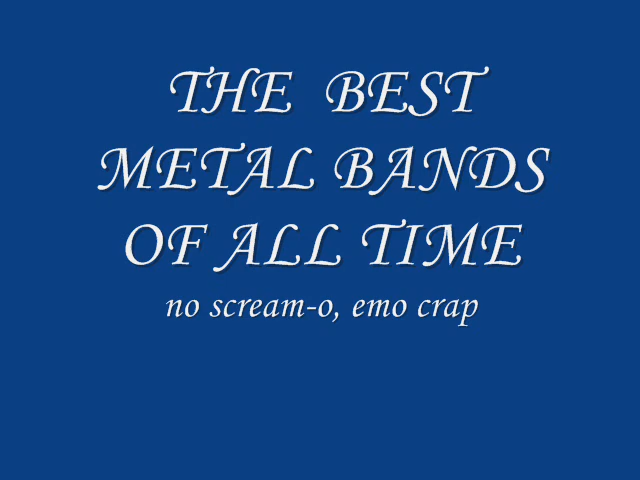 THE BEST
METAL BANDS
OF ALL TIME
no scream-o, emo crap